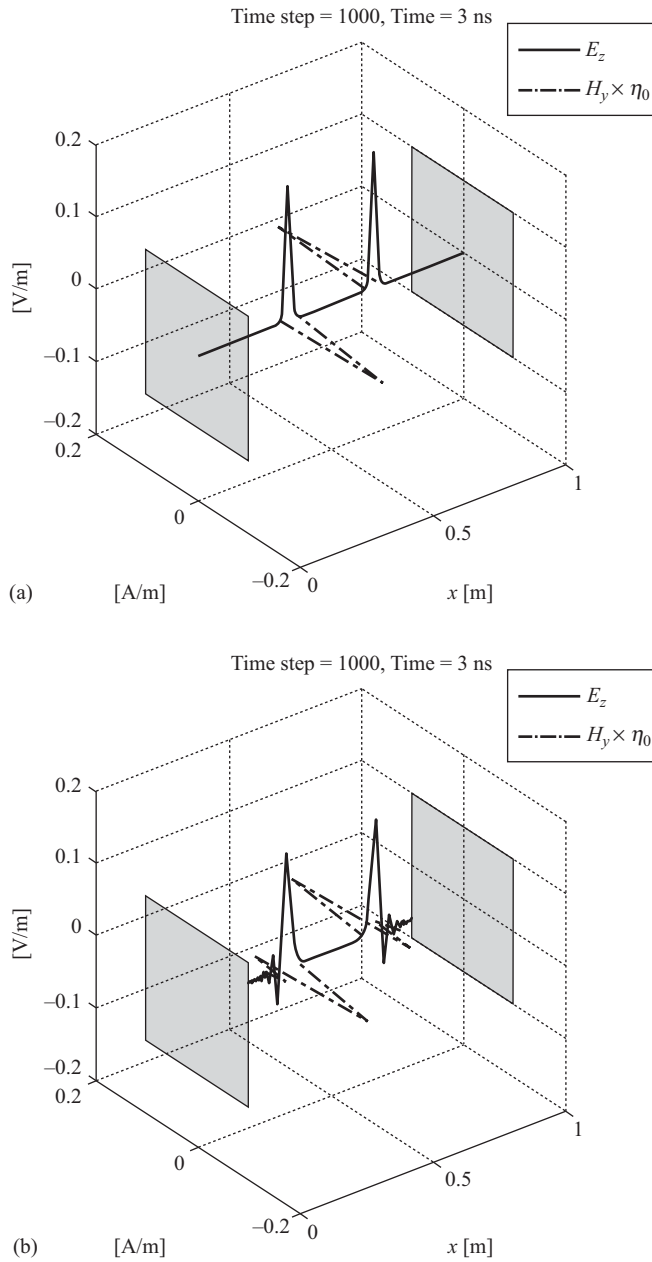 Time step = 1000, Time = 3 ns
E_z
H_y × η_0
0.2
0.1
0
–0.1
–0.2
[V/m]
0.2
0
–0.2
0
0.5
1
(a)
[A/m]
x [m]
Time step = 1000, Time = 3 ns
E_z
H_y × η_0
0.2
0.1
0
–0.1
–0.2
[V/m]
0.2
0
–0.2
0
0.5
1
(b)
[A/m]
x [m]